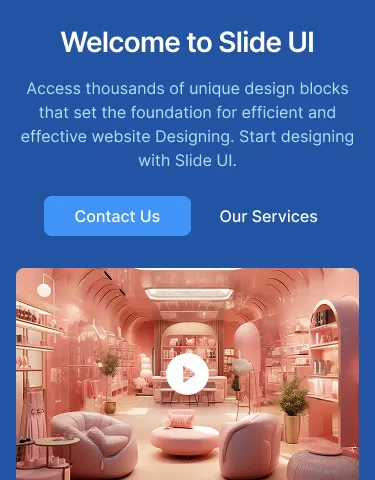 Welcome to Slide UI
Access thousands of unique design blocks
that set the foundation for efficient and
effective website Designing. Start designing
with Slide UI.
Contact Us
Our Services